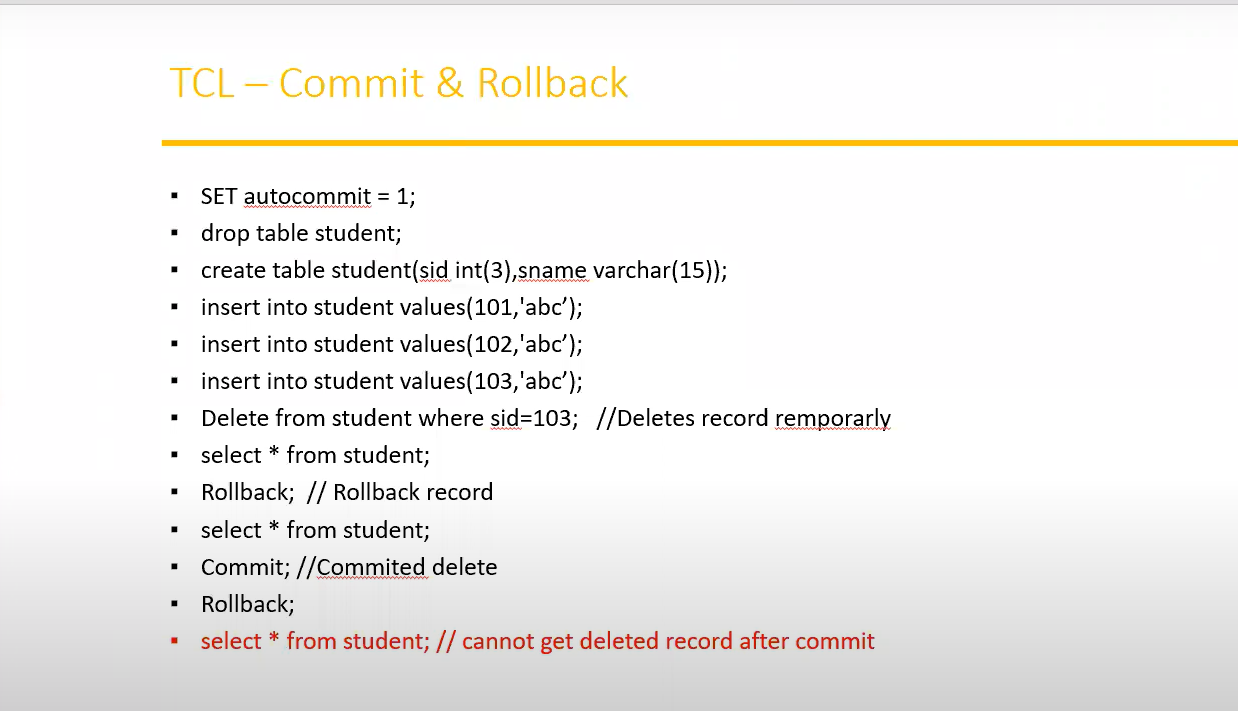 TCL – Commit & Rollback
SET autocommit = 1;
drop table student;
create table student(sid int(3),sname varchar(15));
insert into student values(101,'abc’);
insert into student values(102,'abc’);
insert into student values(103,'abc’);
Delete from student where sid=103;   //Deletes record remporarly
select * from student;
Rollback;  // Rollback record
select * from student;
Commit; //Commited delete
Rollback;
select * from student; // cannot get deleted record after commit